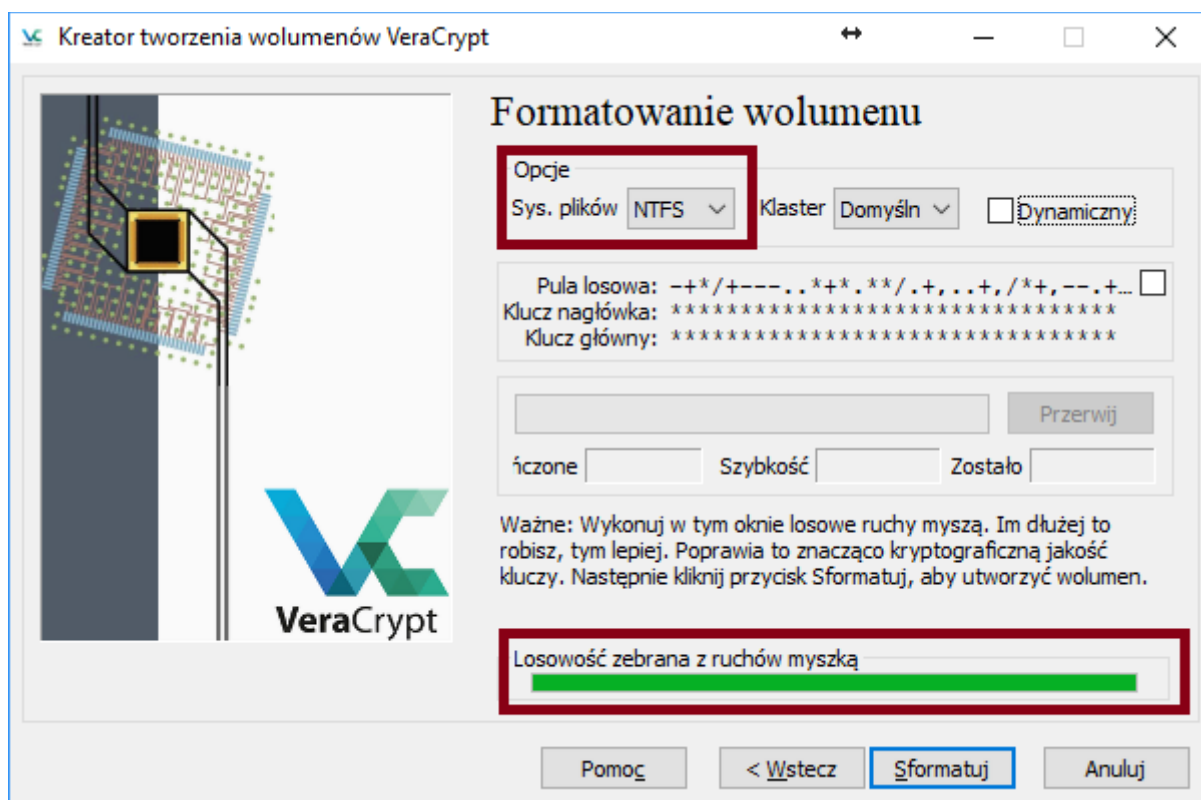 Kreator tworzenia wolumenów VeraCrypt
Formatowanie wolumenu
Opcje
Sys. plików NTFS Klaster Domyśln Dynamiczny
Pula losowa: -+*/+---..*+*.**/.+,..+,/*+,--.+...
Klucz nagłówka: ********************************
Klucz główny: ********************************
Przerwij
ńczone Szybkość Zostało
Ważne: Wykonuj w tym oknie losowe ruchy myszą. Im dłużej to
robisz, tym lepiej. Poprawia to znacząco kryptograficzną jakość
kluczy. Następnie kliknij przycisk Sformatuj, aby utworzyć wolumen.
VeraCrypt
Losowość zebrana z ruchów myszką
Pomoc < Wstecz Sformatuj Anuluj